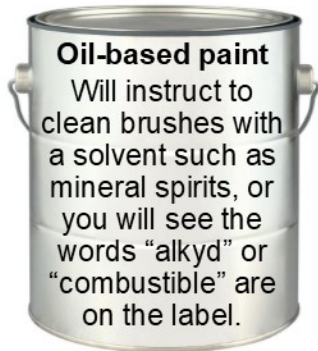 Oil-based paint
Will instruct to
clean brushes with
a solvent such as
mineral spirits, or
you will see the
words “alkyd” or
“combustible” are
on the label.